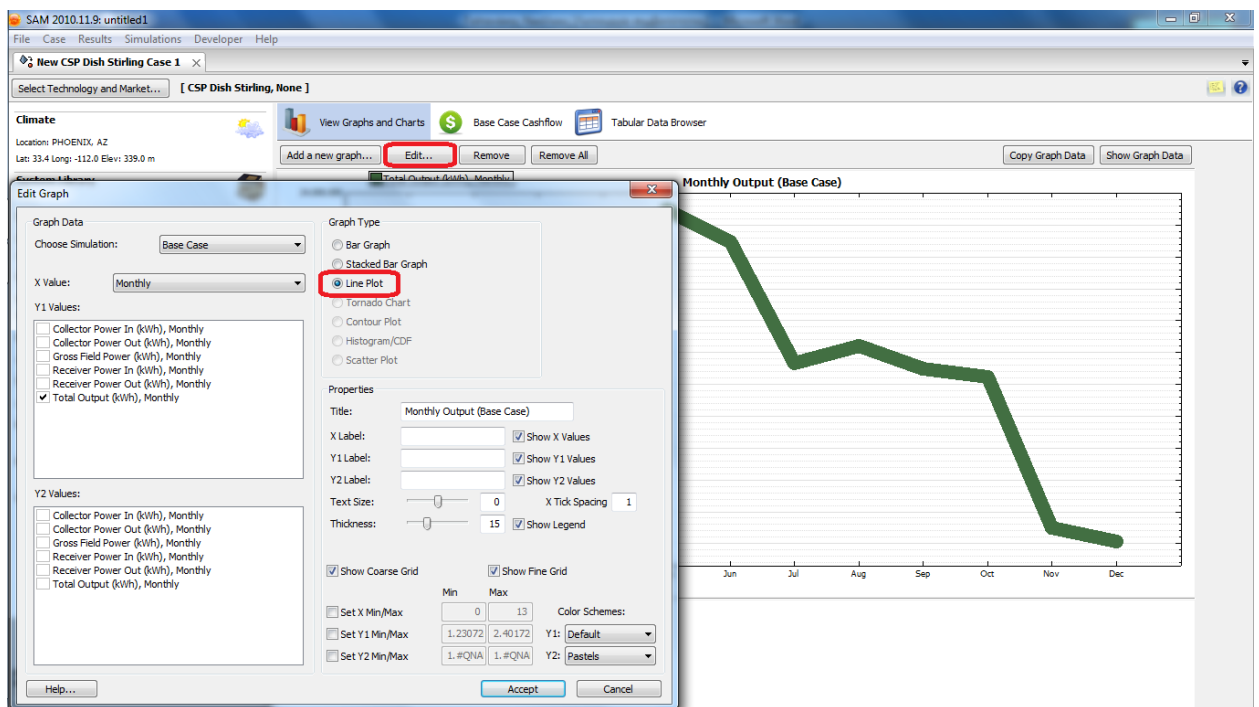 SAM 2010.11.9: untitled1
File Case Results Simulations Developer Help
New CSP Dish Stirling Case 1
Select Technology and Market... [ CSP Dish Stirling, None ]
Climate
Location: PHOENIX, AZ
Lat: 33.4 Long: -112.0 Elev: 339.0 m
System Library
View Graphs and Charts Base Case Cashflow Tabular Data Browser
Add a new graph... Edit... Remove Remove All Copy Graph Data Show Graph Data
Total Output (kWh), Monthly
Monthly Output (Base Case)
Edit Graph
Graph Data
Choose Simulation: Base Case
X Value: Monthly
Y1 Values:
Collector Power In (kWh), Monthly
Collector Power Out (kWh), Monthly
Gross Field Power (kWh), Monthly
Receiver Power In (kWh), Monthly
Receiver Power Out (kWh), Monthly
Total Output (kWh), Monthly
Y2 Values:
Collector Power In (kWh), Monthly
Collector Power Out (kWh), Monthly
Gross Field Power (kWh), Monthly
Receiver Power In (kWh), Monthly
Receiver Power Out (kWh), Monthly
Total Output (kWh), Monthly
Graph Type
Bar Graph
Stacked Bar Graph
Line Plot
Tornado Chart
Contour Plot
Histogram/CDF
Scatter Plot
Properties
Title: Monthly Output (Base Case)
X Label: Show X Values
Y1 Label: Show Y1 Values
Y2 Label: Show Y2 Values
Text Size: 0 X Tick Spacing 1
Thickness: 15 Show Legend
Show Coarse Grid Show Fine Grid
Min Max
Set X Min/Max 0 13 Color Schemes:
Set Y1 Min/Max 1.23072 2.40172 Y1: Default
Set Y2 Min/Max 1.#QNA 1.#QNA Y2: Pastels
Help... Accept Cancel
Jun Jul Aug Sep Oct Nov Dec